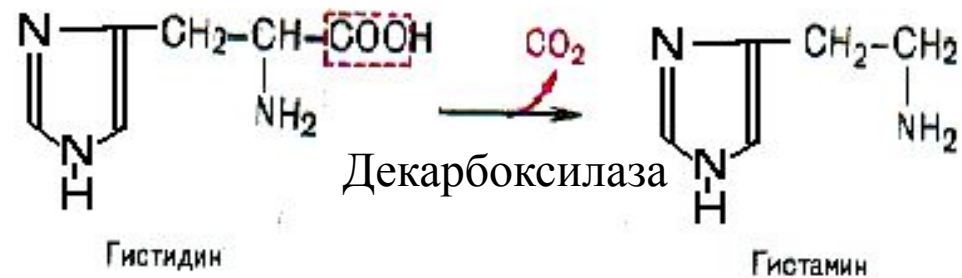 N CH₂-CH-COOH CO₂ N CH₂-CH₂
NH₂ NH₂
N Декарбоксилаза N
H H
Гистидин Гистамин